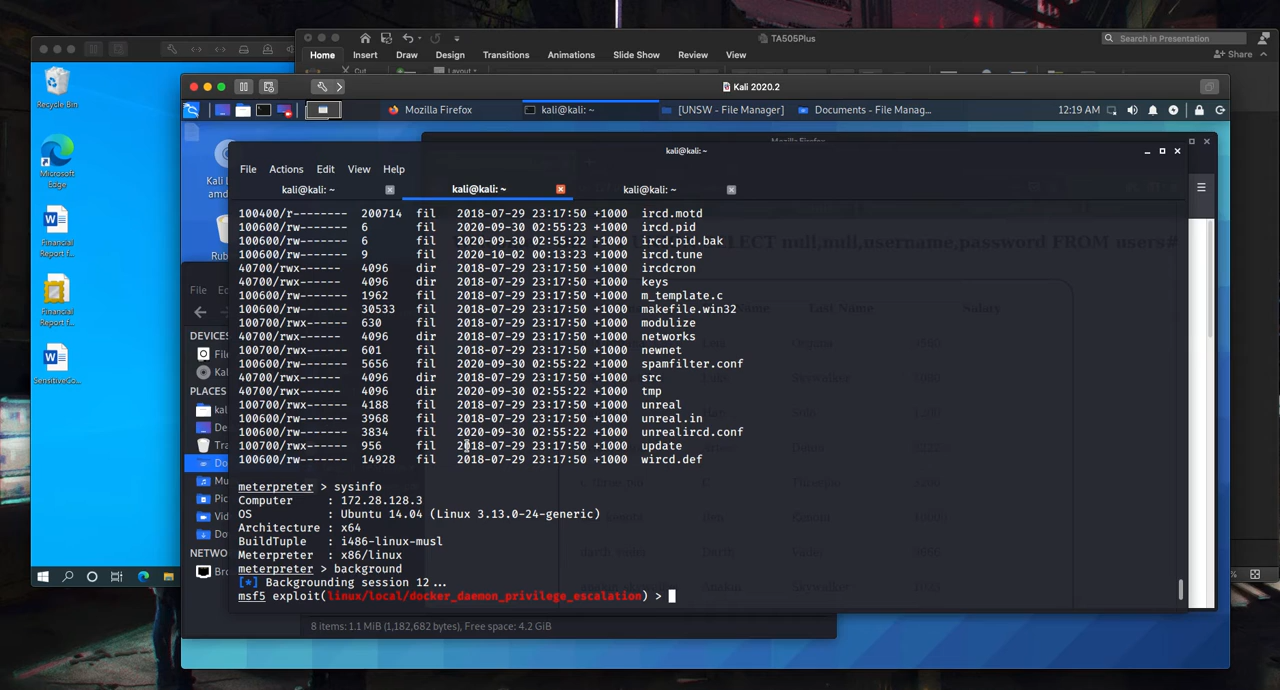 TA505Plus
Search in Presentation
Home Insert Draw Design Transitions Animations Slide Show Review View
Share
Cut
Layout
Kali 2020.2
Recycle Bin
Microsoft
Edge
Financial
Report f...
Financial
Report f...
SensitiveCo...
Mozilla Firefox
kali@kali: ~
[UNSW - File Manager]
Documents - File Manag...
12:19 AM
Mozilla Firefox
kali@kali: ~
File Actions Edit View Help
kali@kali: ~ kali@kali: ~ kali@kali: ~
100400/r-------- 200714 fil 2018-07-29 23:17:50 +1000 ircd.motd
100600/rw------- 6 fil 2020-09-30 02:55:23 +1000 ircd.pid
100600/rw------- 6 fil 2020-09-30 02:55:22 +1000 ircd.pid.bak
100600/rw------- 9 fil 2020-10-02 00:13:23 +1000 ircd.tune
40700/rwx------ 4096 dir 2018-07-29 23:17:50 +1000 ircdcron
40700/rwx------ 4096 dir 2018-07-29 23:17:50 +1000 keys
100600/rw------- 1962 fil 2018-07-29 23:17:50 +1000 m_template.c
100600/rw------- 30533 fil 2018-07-29 23:17:50 +1000 makefile.win32
100700/rwx------ 630 fil 2018-07-29 23:17:50 +1000 modulize
40700/rwx------ 4096 dir 2018-07-29 23:17:50 +1000 networks
100700/rwx------ 601 fil 2018-07-29 23:17:50 +1000 newnet
100600/rw------- 5656 fil 2020-09-30 02:55:22 +1000 spamfilter.conf
40700/rwx------ 4096 dir 2018-07-29 23:17:50 +1000 src
40700/rwx------ 4096 dir 2020-09-30 02:55:22 +1000 tmp
100700/rwx------ 4188 fil 2018-07-29 23:17:50 +1000 unreal
100600/rw------- 3968 fil 2018-07-29 23:17:50 +1000 unreal.in
100600/rw------- 3834 fil 2020-09-30 02:55:22 +1000 unrealircd.conf
100700/rwx------ 956 fil 2018-07-29 23:17:50 +1000 update
100600/rw------- 14928 fil 2018-07-29 23:17:50 +1000 wircd.def
meterpreter > sysinfo
Computer : 172.28.128.3
OS : Ubuntu 14.04 (Linux 3.13.0-24-generic)
Architecture : x64
BuildTuple : i486-linux-musl
Meterpreter : x86/linux
meterpreter > background
[*] Backgrounding session 12...
msf5 exploit(linux/local/docker_daemon_privilege_escalation) >
SELECT null,null,username,password FROM users#
Last Name
Salary
File
DEVICES
PLACES
NETWO
8 items: 1.1 MiB (1,182,682 bytes), Free space: 4.2 GiB